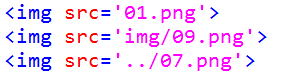 <img src='01.png'>
<img src='img/09.png'>
<img src='../07.png'>